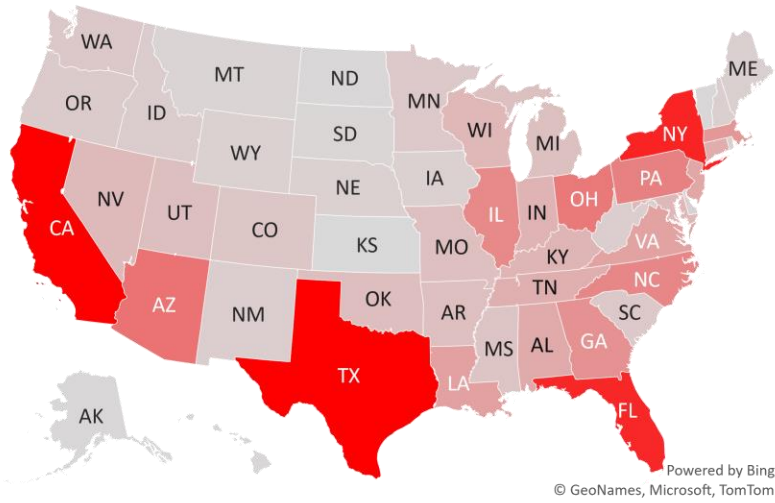 WA
MT
ND
ME
OR
ID
MN
SD
WI
NY
MI
WY
IA
PA
NE
NV
UT
IL
IN
OH
CA
CO
KS
MO
KY
VA
AZ
NM
OK
TN
NC
AR
SC
MS
AL
GA
TX
LA
FL
AK
Powered by Bing
© GeoNames, Microsoft, TomTom